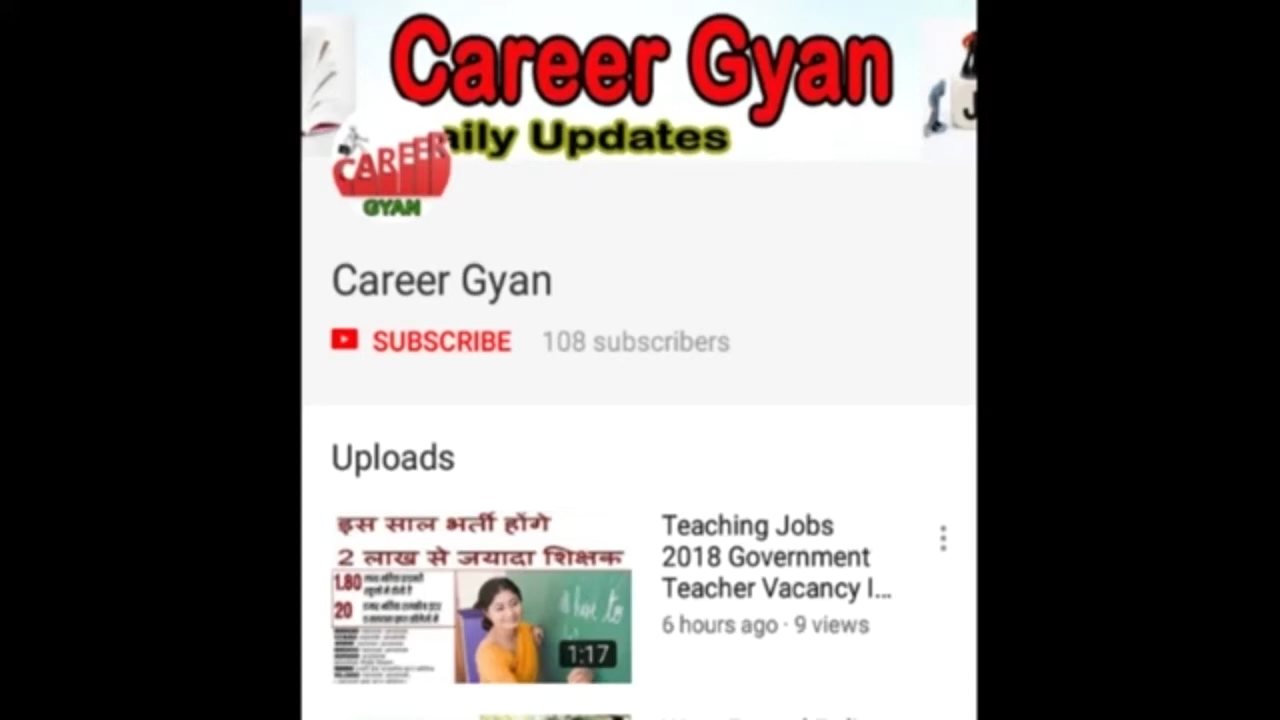 Career Gyan
aily Updates
CAREER
GYAN
Career Gyan
SUBSCRIBE 108 subscribers
Uploads
इस साल भर्ती होंगे
2 लाख से जयादा शिक्षक
1.80
20
1:17
Teaching Jobs
2018 Government
Teacher Vacancy I...
6 hours ago · 9 views